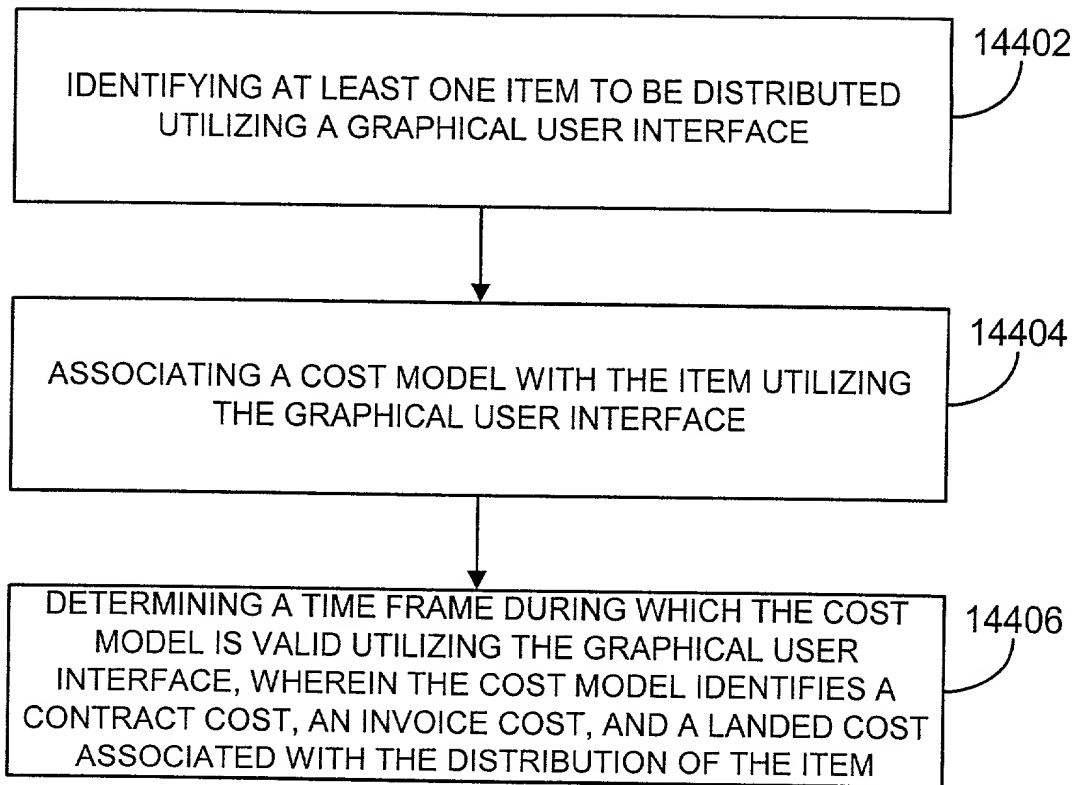 14402
IDENTIFYING AT LEAST ONE ITEM TO BE DISTRIBUTED
UTILIZING A GRAPHICAL USER INTERFACE
14404
ASSOCIATING A COST MODEL WITH THE ITEM UTILIZING
THE GRAPHICAL USER INTERFACE
14406
DETERMINING A TIME FRAME DURING WHICH THE COST
MODEL IS VALID UTILIZING THE GRAPHICAL USER
INTERFACE, WHEREIN THE COST MODEL IDENTIFIES A
CONTRACT COST, AN INVOICE COST, AND A LANDED COST
ASSOCIATED WITH THE DISTRIBUTION OF THE ITEM